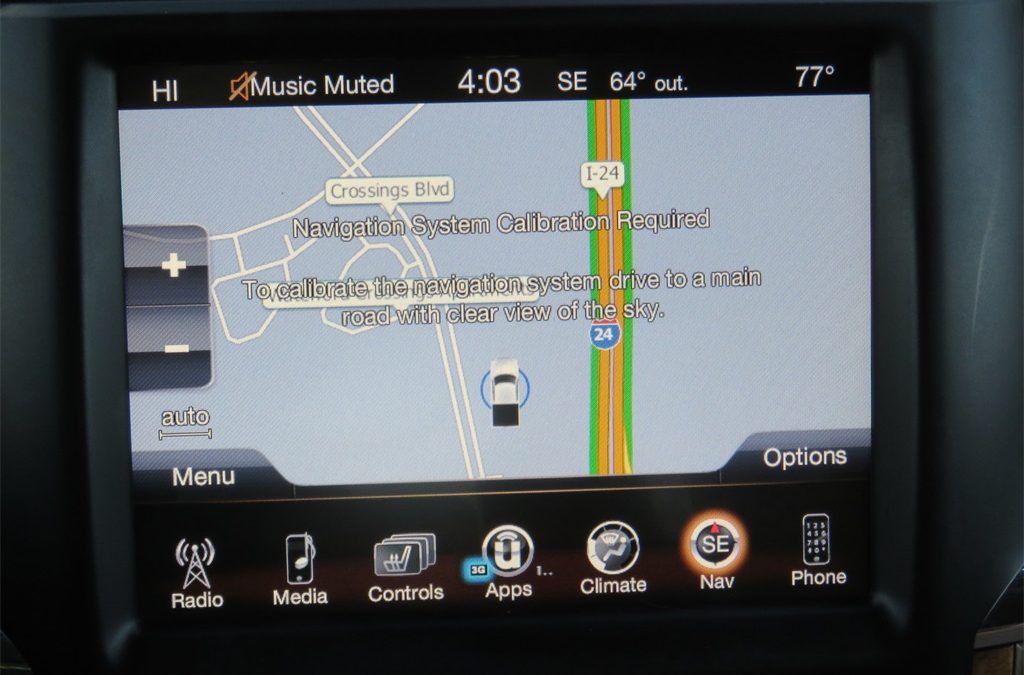 HI Music Muted 4:03 SE 64° out. 77°
I-24
Crossings Blvd
Navigation System Calibration Required
To calibrate the navigation system drive to a main
road with clear view of the sky.
24
+
−
auto
Menu Options
3G 1..
SE
Radio Media Controls Apps Climate Nav Phone